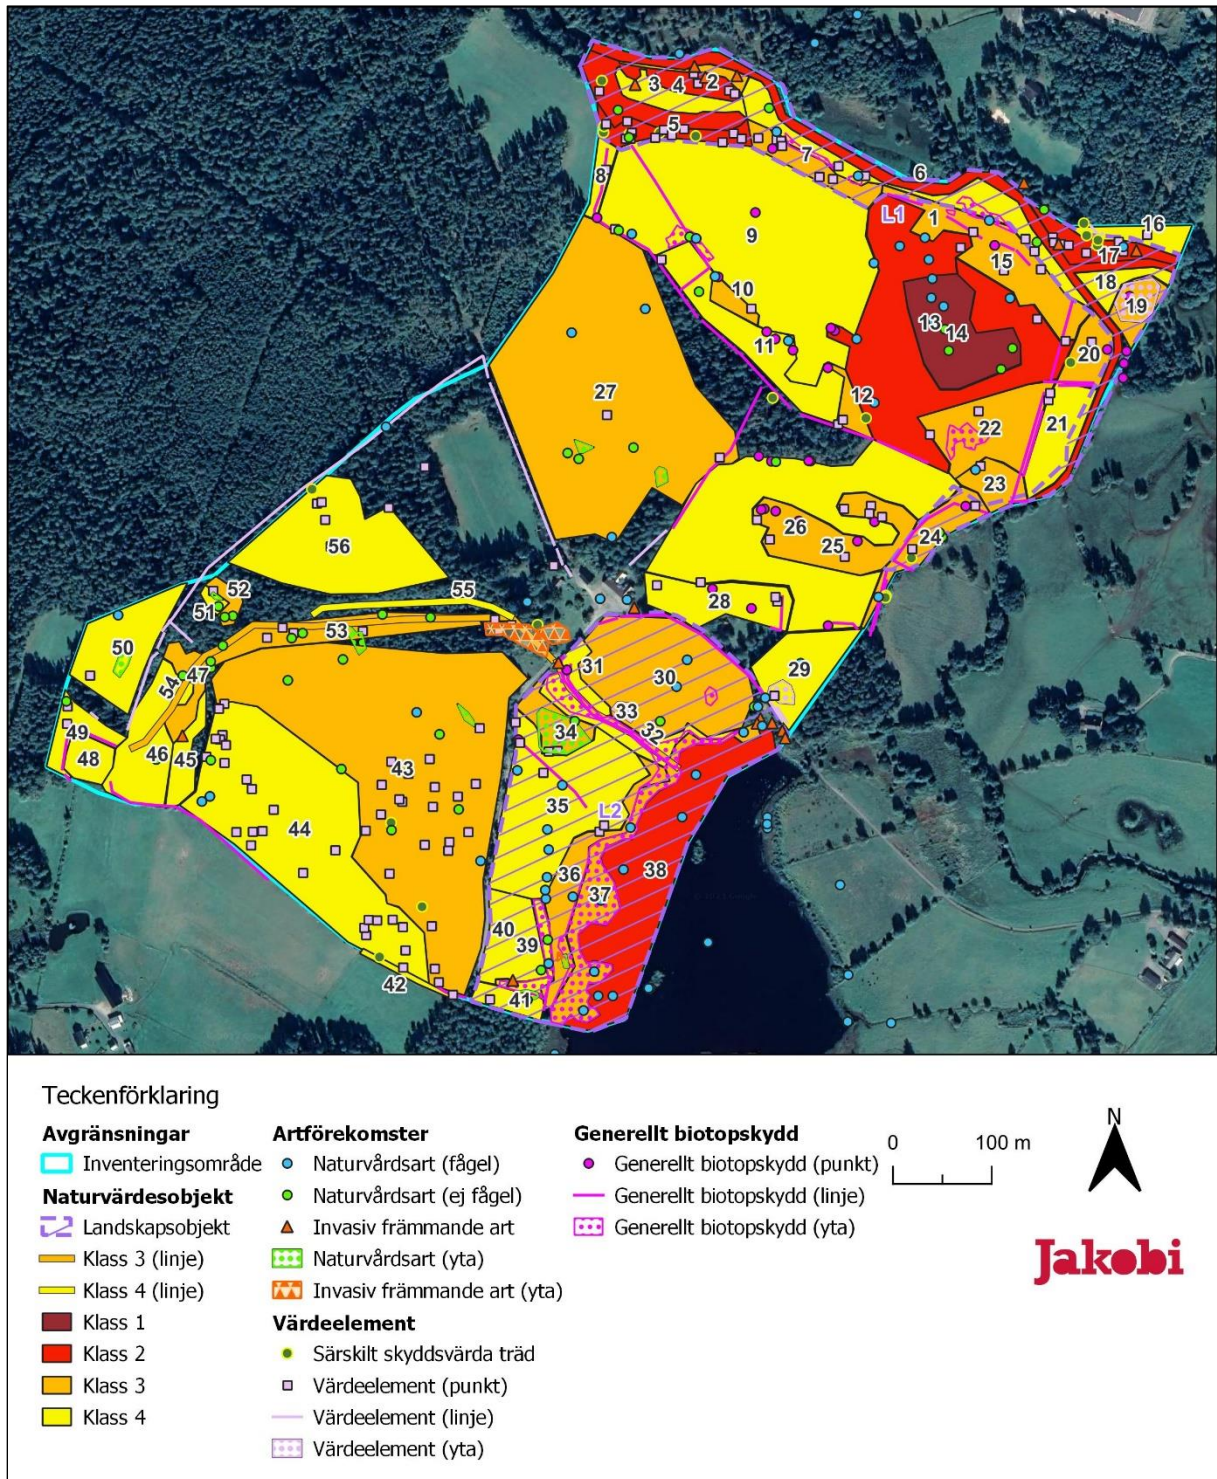 3 4 2
5
7
6
8
L1 1
16
9
15
17
18
10
19
13 14
11
20
27
12
21
22
23
26
24
25
56
52
55
51
28
53
50
31
29
47
30
54
33
34
32
49
46 45
48
43
35
44
L2
36
38
37
40
39
42
41
Teckenförklaring
Avgränsningar
Inventeringsområde
Naturvärdesobjekt
Landskapsobjekt
Klass 3 (linje)
Klass 4 (linje)
Klass 1
Klass 2
Klass 3
Klass 4
Artförekomster
Naturvårdsart (fågel)
Naturvårdsart (ej fågel)
Invasiv främmande art
Naturvårdsart (yta)
Invasiv främmande art (yta)
Värdeelement
Särskilt skyddsvärda träd
Värdeelement (punkt)
Värdeelement (linje)
Värdeelement (yta)
Generellt biotopskydd
Generellt biotopskydd (punkt)
Generellt biotopskydd (linje)
Generellt biotopskydd (yta)
0 100 m
N
Jakobi